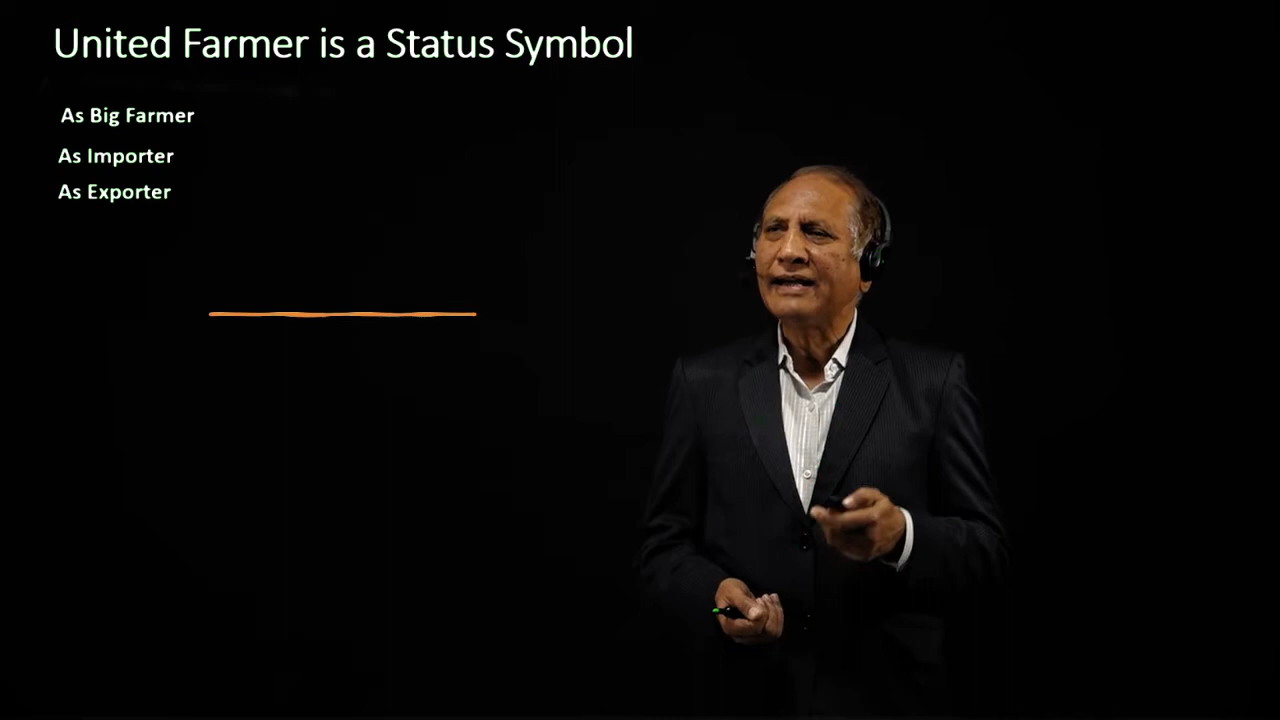 United Farmer is a Status Symbol
As Big Farmer
As Importer
As Exporter